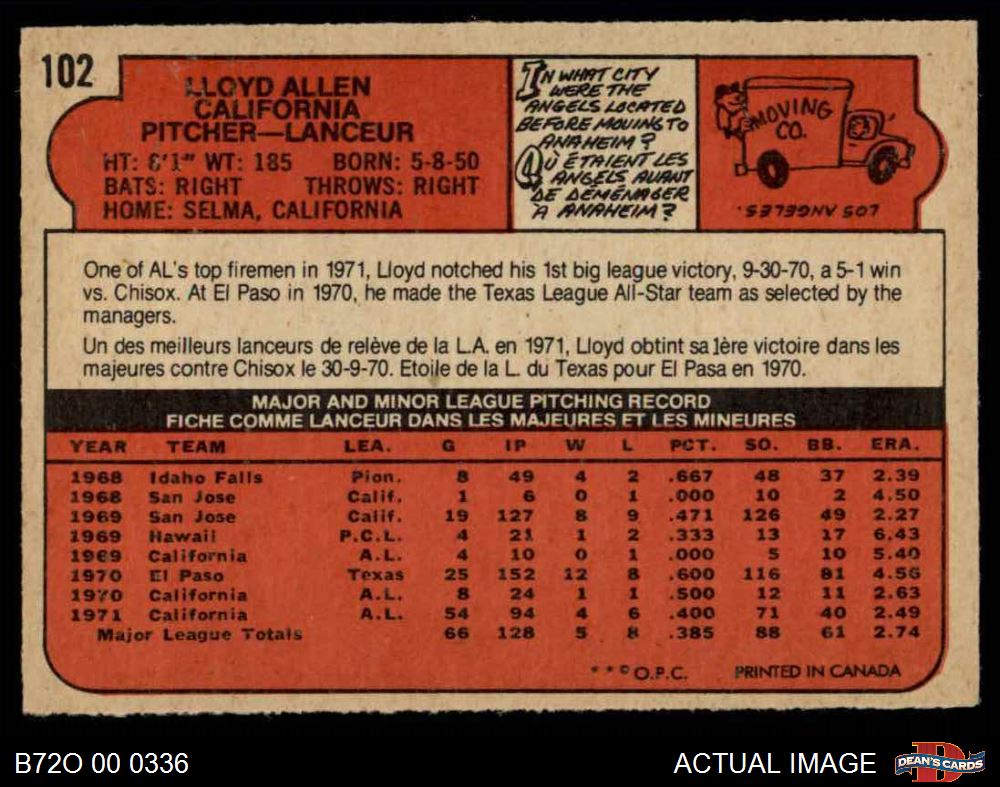 102
LLOYD ALLEN
CALIFORNIA
PITCHER—LANCEUR
HT: 6'1" WT: 185 BORN: 5-8-50
BATS: RIGHT THROWS: RIGHT
HOME: SELMA, CALIFORNIA
IN WHAT CITY
WERE THE
ANGELS LOCATED
BEFORE MOVING TO
ANAHEIM?
OÙ ÉTAIENT LES
ANGELS AVANT
DE DÉMÉNAGER
À ANAHEIM?
MOVING
CO.
LOS ANGELES.
One of AL's top firemen in 1971, Lloyd notched his 1st big league victory, 9-30-70, a 5-1 win
vs. Chisox. At El Paso in 1970, he made the Texas League All-Star team as selected by the
managers.
Un des meilleurs lanceurs de relève de la L.A. en 1971, Lloyd obtint sa 1ère victoire dans les
majeures contre Chisox le 30-9-70. Etoile de la L. du Texas pour El Pasa en 1970.
MAJOR AND MINOR LEAGUE PITCHING RECORD
FICHE COMME LANCEUR DANS LES MAJEURES ET LES MINEURES
YEAR TEAM LEA. G IP W L PCT. SO. BB. ERA.
1968 Idaho Falls Pion. 8 49 4 2 .667 48 37 2.39
1968 San Jose Calif. 1 6 0 1 .000 10 2 4.50
1969 San Jose Calif. 19 127 8 9 .471 126 49 2.27
1969 Hawaii P.C.L. 4 21 1 2 .333 13 17 6.43
1969 California A.L. 4 10 0 1 .000 5 10 5.40
1970 El Paso Texas 25 152 12 8 .600 116 81 4.56
1970 California A.L. 8 24 1 1 .500 12 11 2.63
1971 California A.L. 54 94 4 6 .400 71 40 2.49
Major League Totals 66 128 5 8 .385 88 61 2.74
* * © O.P.C. PRINTED IN CANADA
B72O 00 0336 ACTUAL IMAGE
DEAN'S CARDS